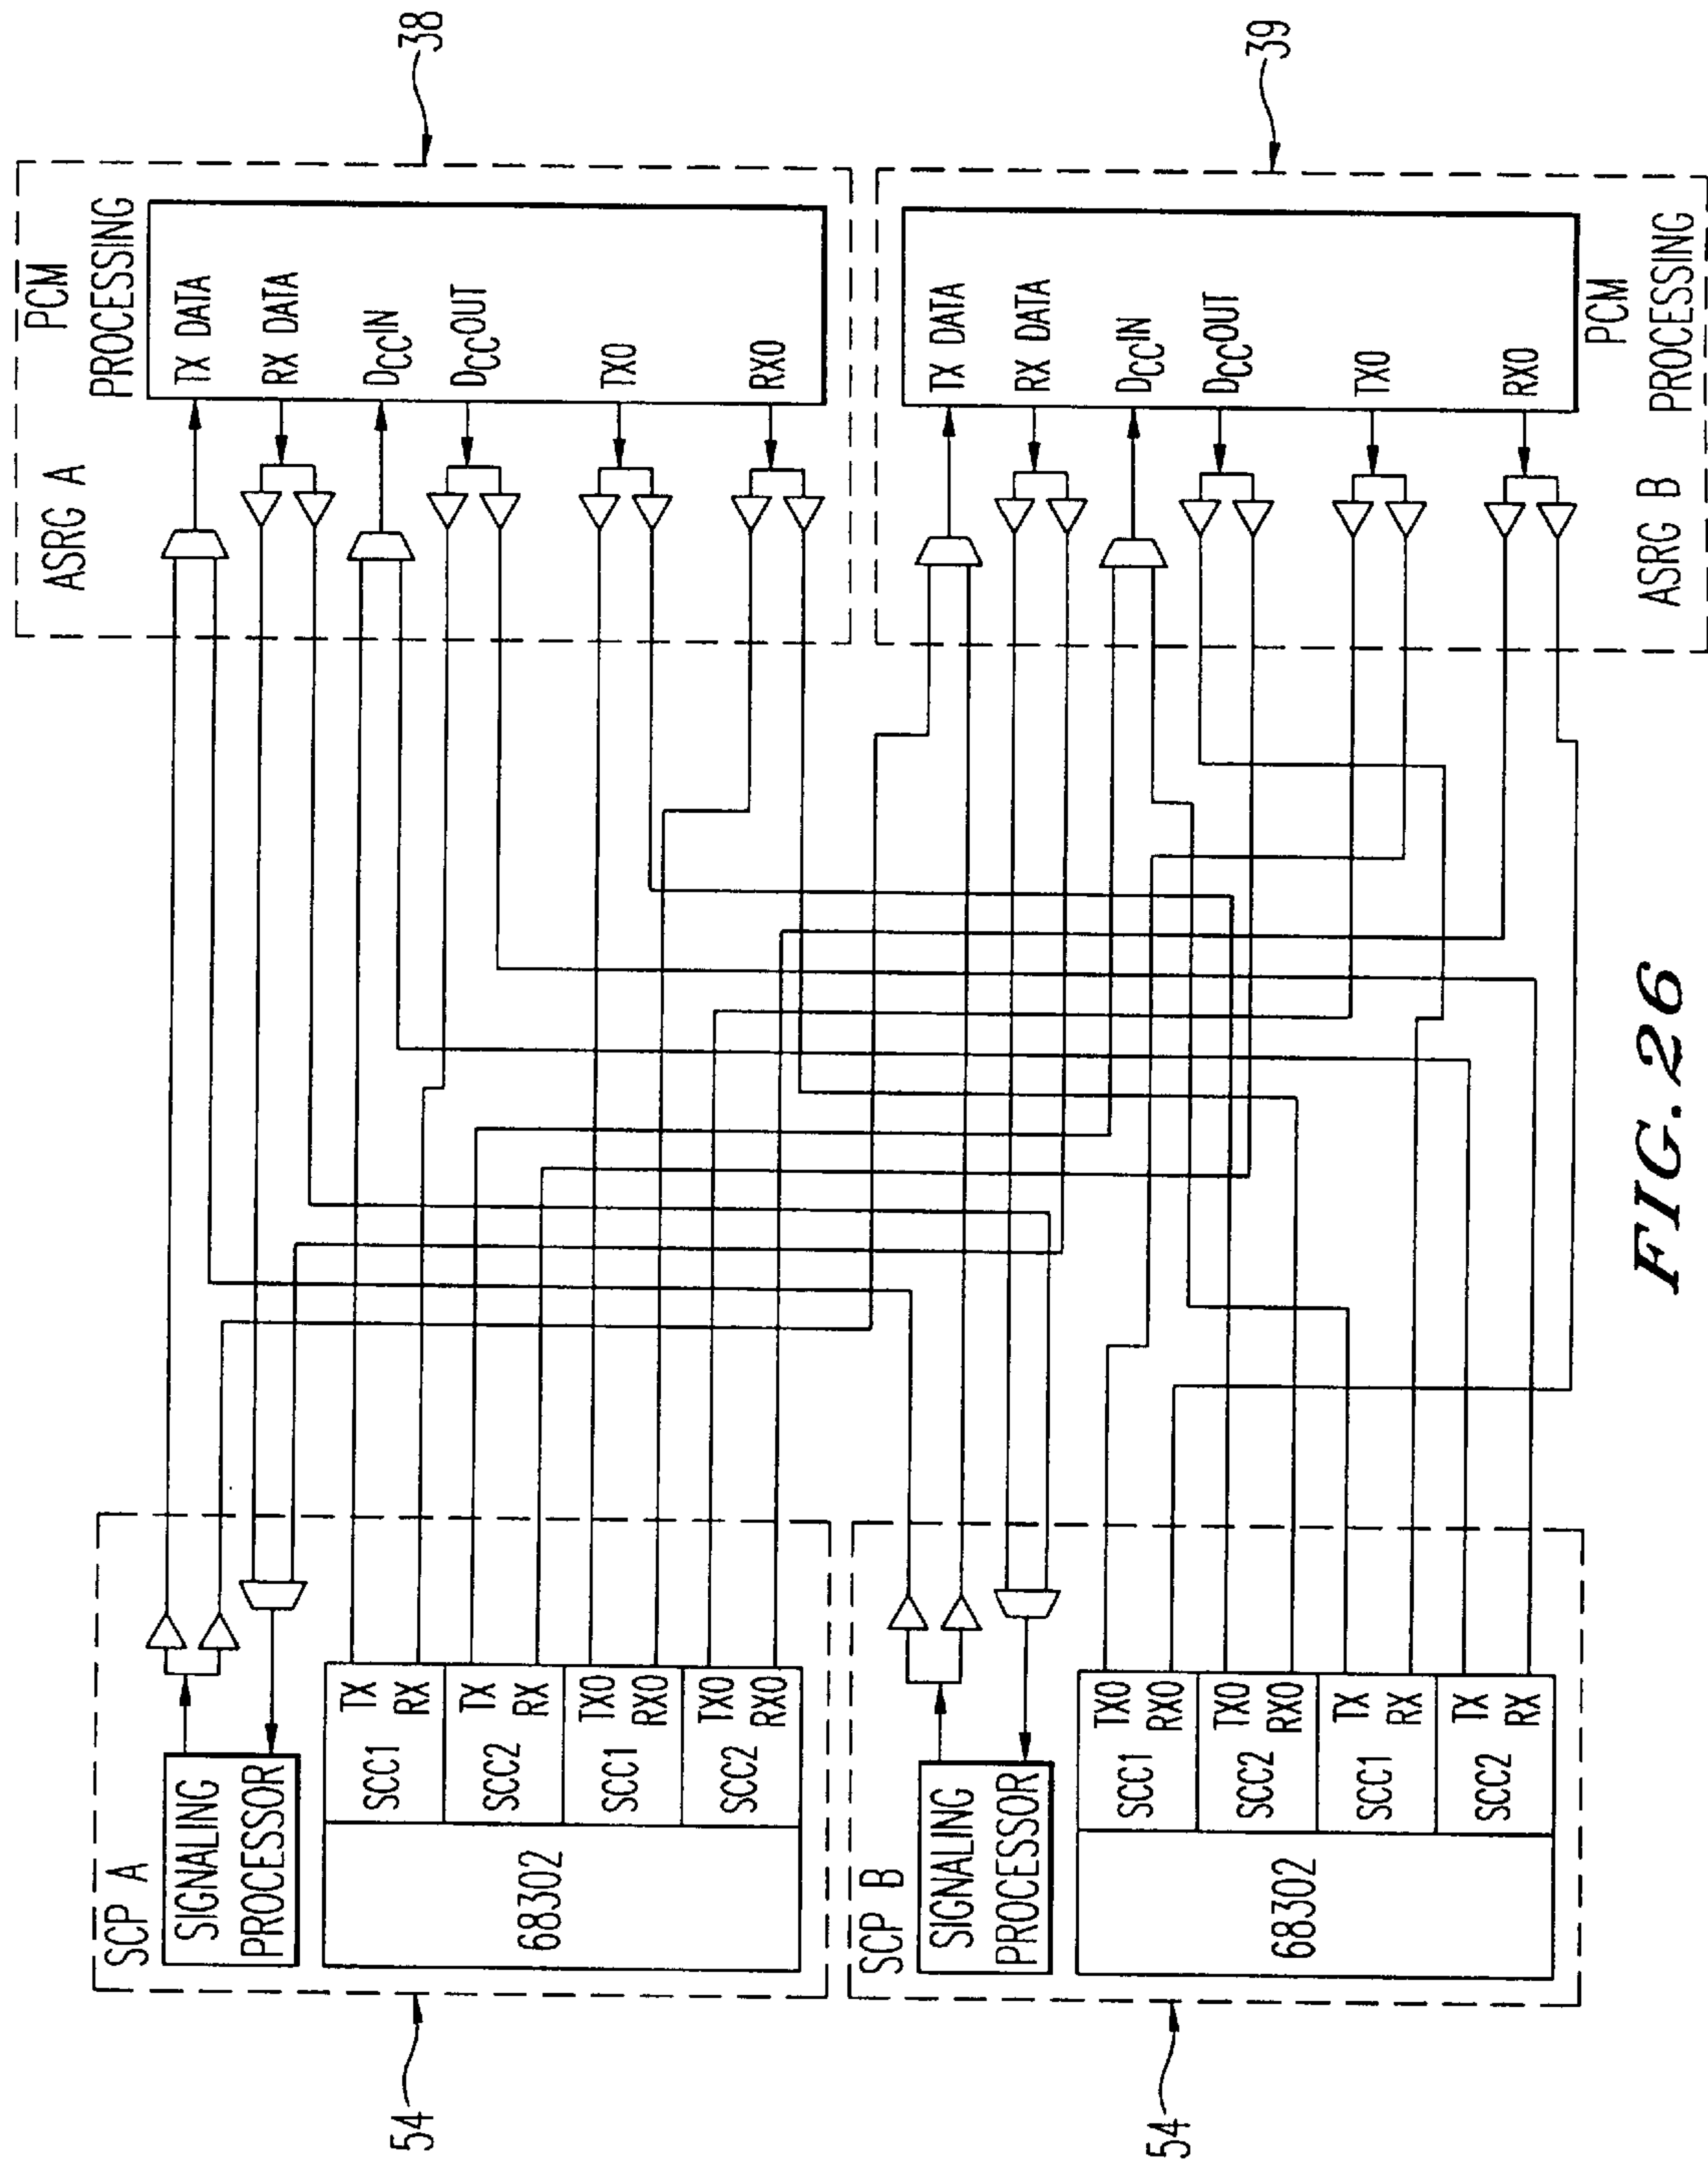 54
SCP A
SIGNALING
PROCESSOR
68302
SCC1
TX
RX
SCC2
TX
RX
SCC1
TXO
RXO
SCC2
TXO
RXO
54
SCP B
SIGNALING
PROCESSOR
68302
SCC1
TXO
RXO
SCC2
TXO
RXO
SCC1
TX
RX
SCC2
TX
RX
ASRG A
PCM
PROCESSING
TX DATA
RX DATA
DCCIN
DCCOUT
TXO
RXO
38
TX DATA
RX DATA
DCCIN
DCCOUT
TXO
RXO
ASRG B
PCM
PROCESSING
39
FIG. 26